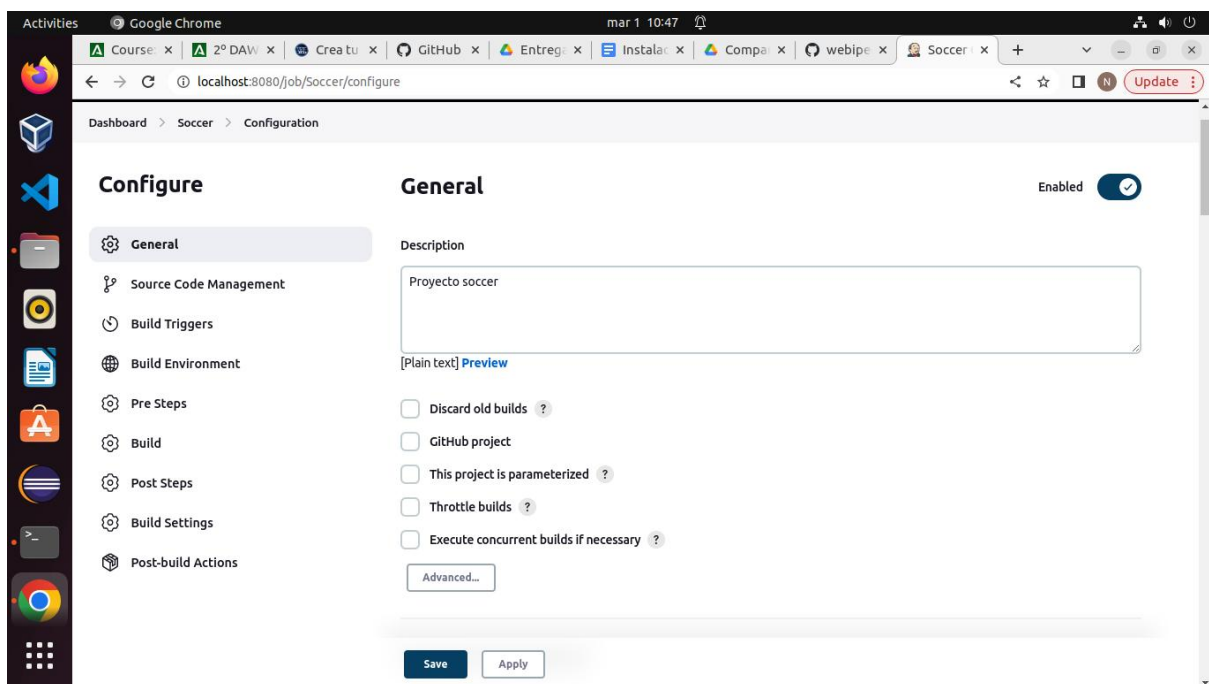 Activities Google Chrome mar 1 10:47
Course: 2º DAW Crea tu GitHub Entrega Instalac Compar webipe Soccer
localhost:8080/job/Soccer/configure N Update
Dashboard > Soccer > Configuration
Configure
General
Enabled
General
Source Code Management
Build Triggers
Build Environment
Pre Steps
Build
Post Steps
Build Settings
Post-build Actions
Description
Proyecto soccer
[Plain text] Preview
Discard old builds ?
GitHub project
This project is parameterized ?
Throttle builds ?
Execute concurrent builds if necessary ?
Advanced...
Save Apply